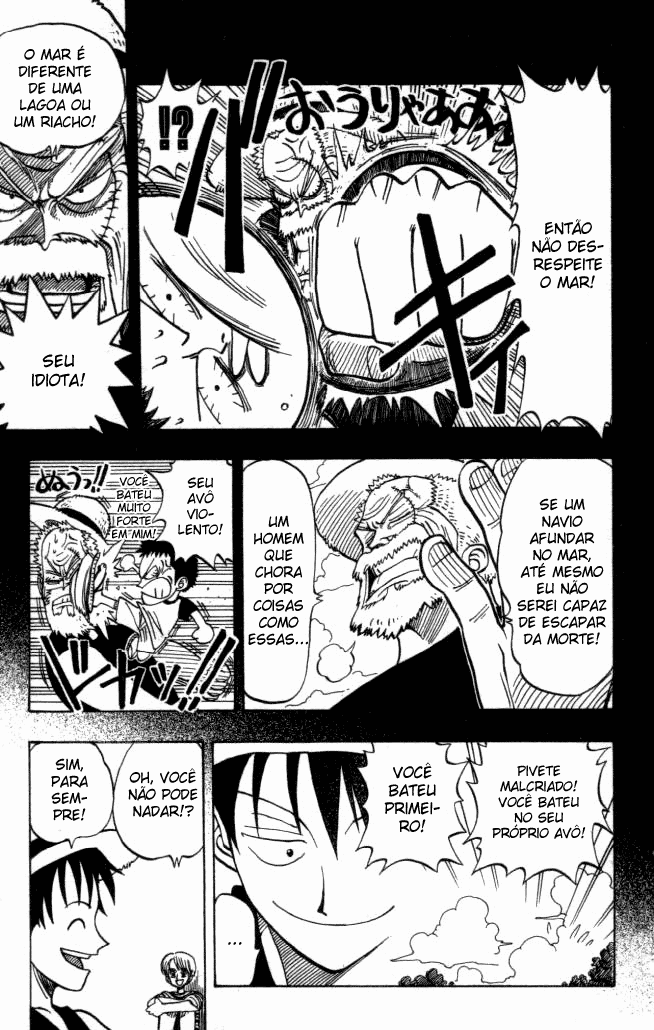 ENTÃO
NÃO DES-
RESPEITE
O MAR!
おうりゃああん
!?
キィ
O MAR É
DIFERENTE
DE UMA
LAGOA OU
UM RIACHO!
SEU
IDIOTA!
SE UM
NAVIO
AFUNDAR
NO MAR,
ATÉ MESMO
EU NÃO
SEREI CAPAZ
DE ESCAPAR
DA MORTE!
UM
HOMEM
QUE
CHORA
POR
COISAS
COMO
ESSAS...
SEU
AVÔ
VIO-
LENTO!
VOCÊ
BATEU
MUITO
FORTE
EM MIM!
ぬうっ!!
PIVETE
MALCRIADO!
VOCÊ BATEU
NO SEU
PRÓPRIO AVÔ!
VOCÊ
BATEU
PRIMEI-
RO!
...
OH, VOCÊ
NÃO PODE
NADAR!?
SIM,
PARA
SEM-
PRE!